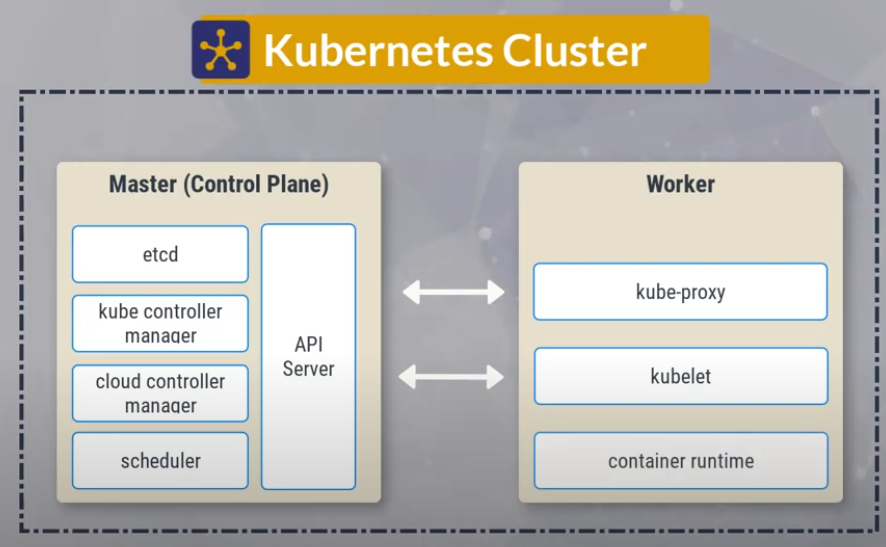 Kubernetes Cluster
Master (Control Plane)
etcd
kube controller
manager
cloud controller
manager
scheduler
API
Server
Worker
kube-proxy
kubelet
container runtime